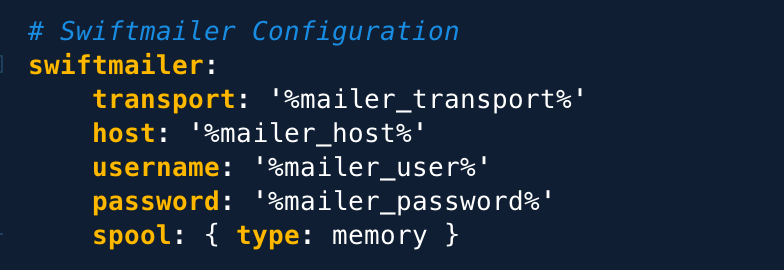 # Swiftmailer Configuration
swiftmailer:
    transport: '%mailer_transport%'
    host: '%mailer_host%'
    username: '%mailer_user%'
    password: '%mailer_password%'
    spool: { type: memory }